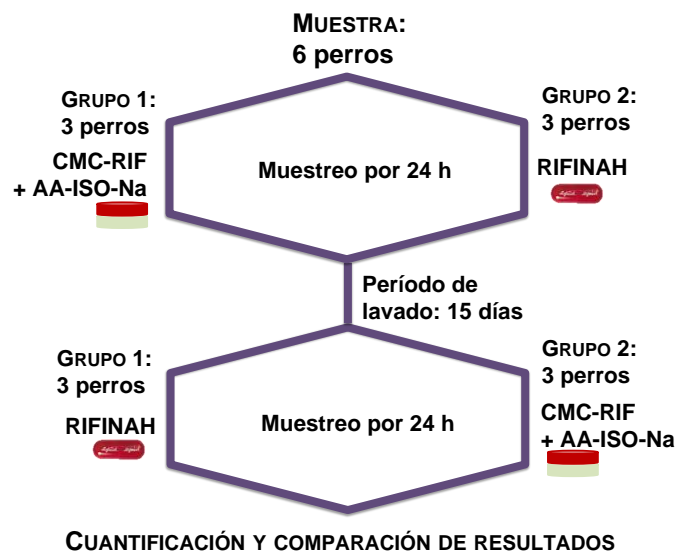 MUESTRA:
6 perros
GRUPO 1:
3 perros
CMC-RIF
+ AA-ISO-Na
Muestreo por 24 h
GRUPO 2:
3 perros
RIFINAH
Período de
lavado: 15 días
GRUPO 1:
3 perros
RIFINAH
Muestreo por 24 h
GRUPO 2:
3 perros
CMC-RIF
+ AA-ISO-Na
CUANTIFICACIÓN Y COMPARACIÓN DE RESULTADOS